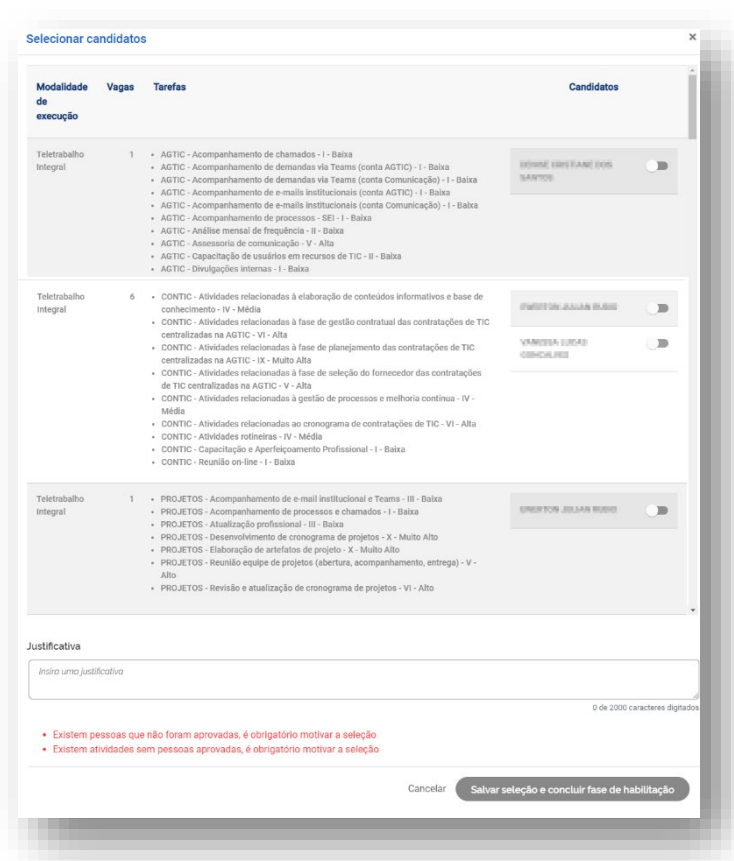 Selecionar candidatos
×
Modalidade de execução
Vagas
Tarefas
Candidatos
Teletrabalho Integral
1
• AGTIC - Acompanhamento de chamados - I - Baixa
• AGTIC - Acompanhamento de demandas via Teams (conta AGTIC) - I - Baixa
• AGTIC - Acompanhamento de demandas via Teams (conta Comunicação) - I - Baixa
• AGTIC - Acompanhamento de e-mails institucionais (conta AGTIC) - I - Baixa
• AGTIC - Acompanhamento de e-mails institucionais (conta Comunicação) - I - Baixa
• AGTIC - Acompanhamento de processos - SEI - I - Baixa
• AGTIC - Análise mensal de frequência - II - Baixa
• AGTIC - Assessoria de comunicação - V - Alta
• AGTIC - Capacitação de usuários em recursos de TIC - II - Baixa
• AGTIC - Divulgações internas - I - Baixa
Teletrabalho Integral
6
• CONTIC - Atividades relacionadas à elaboração de conteúdos informativos e base de
conhecimento - IV - Média
• CONTIC - Atividades relacionadas à fase de gestão contratual das contratações de TIC
centralizadas na AGTIC - VI - Alta
• CONTIC - Atividades relacionadas à fase de planejamento das contratações de TIC
centralizadas na AGTIC - IX - Muito Alta
• CONTIC - Atividades relacionadas à fase de seleção do fornecedor das contratações
de TIC centralizadas na AGTIC - V - Alta
• CONTIC - Atividades relacionadas à gestão de processos e melhoria contínua - IV -
Média
• CONTIC - Atividades relacionadas ao cronograma de contratações de TIC - VI - Alta
• CONTIC - Atividades rotineiras - IV - Média
• CONTIC - Capacitação e Aperfeiçoamento Profissional - I - Baixa
• CONTIC - Reunião on-line - I - Baixa
Teletrabalho Integral
1
• PROJETOS - Acompanhamento de e-mail institucional e Teams - III - Baixa
• PROJETOS - Acompanhamento de processos e chamados - I - Baixa
• PROJETOS - Atualização profissional - III - Baixa
• PROJETOS - Desenvolvimento de cronograma de projetos - X - Muito Alto
• PROJETOS - Elaboração de artefatos de projeto - X - Muito Alto
• PROJETOS - Reunião equipe de projetos (abertura, acompanhamento, entrega) - V -
Alto
• PROJETOS - Revisão e atualização de cronograma de projetos - VI - Alto
Justificativa
Insira uma justificativa
0 de 2000 caracteres digitados
• Existem pessoas que não foram aprovadas, é obrigatório motivar a seleção
• Existem atividades sem pessoas aprovadas, é obrigatório motivar a seleção
Cancelar
Salvar seleção e concluir fase de habilitação